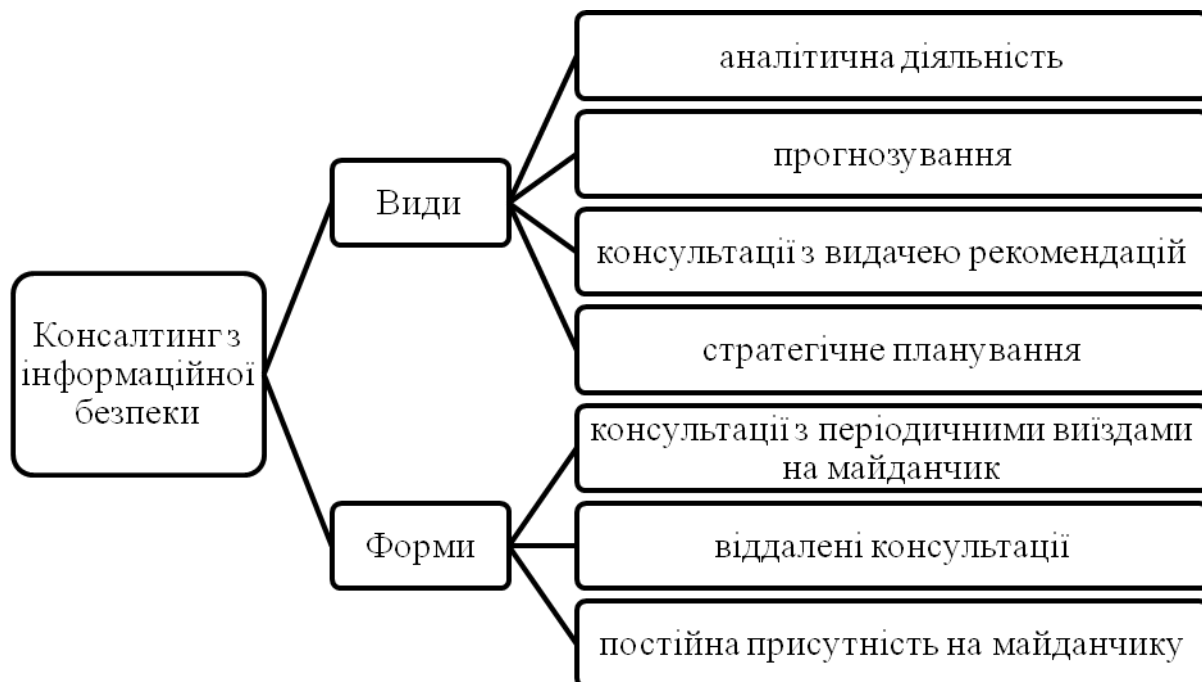 Консалтинг з
інформаційної
безпеки
Види
аналітична діяльність
прогнозування
консультації з видачею рекомендацій
стратегічне планування
Форми
консультації з періодичними виїздами
на майданчик
віддалені консультації
постійна присутність на майданчику